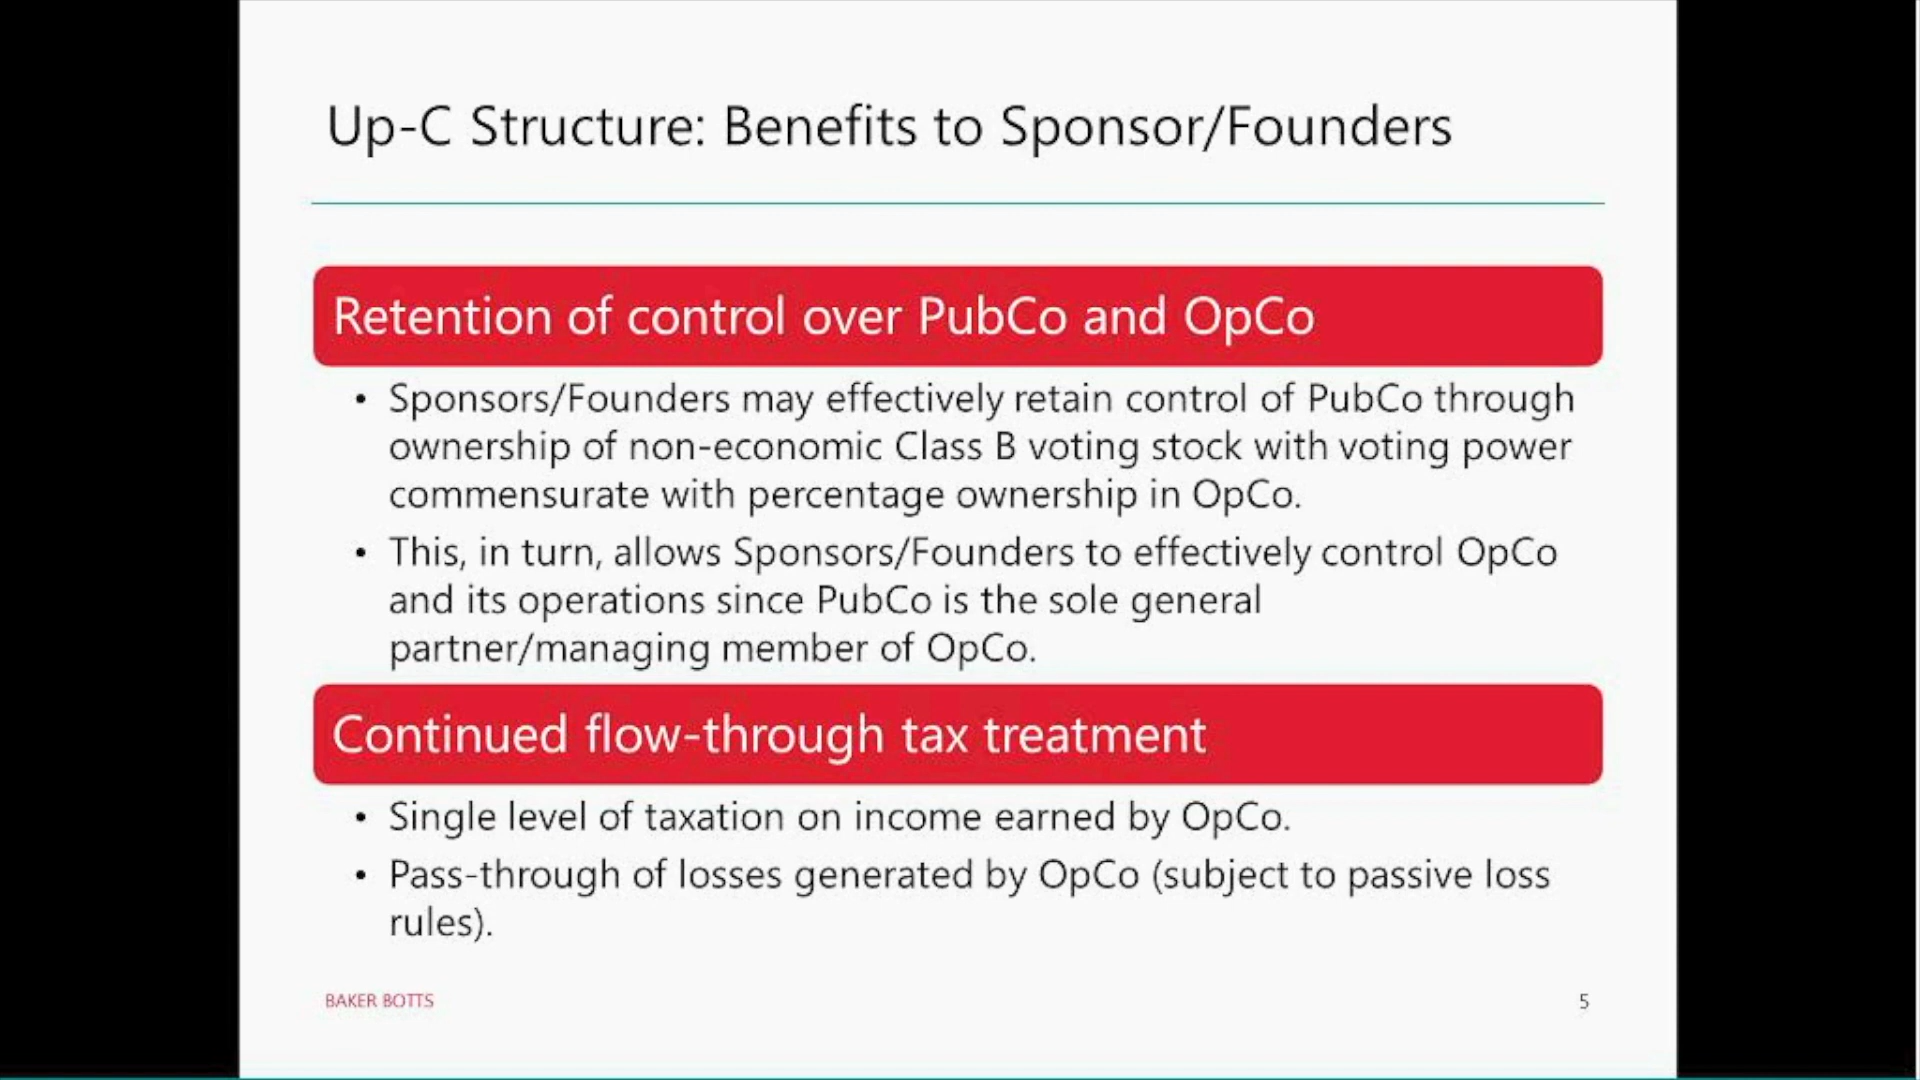 Up-C Structure: Benefits to Sponsor/Founders
Retention of control over PubCo and OpCo
• Sponsors/Founders may effectively retain control of PubCo through
ownership of non-economic Class B voting stock with voting power
commensurate with percentage ownership in OpCo.
• This, in turn, allows Sponsors/Founders to effectively control OpCo
and its operations since PubCo is the sole general
partner/managing member of OpCo.
Continued flow-through tax treatment
• Single level of taxation on income earned by OpCo.
• Pass-through of losses generated by OpCo (subject to passive loss
rules).
BAKER BOTTS
5